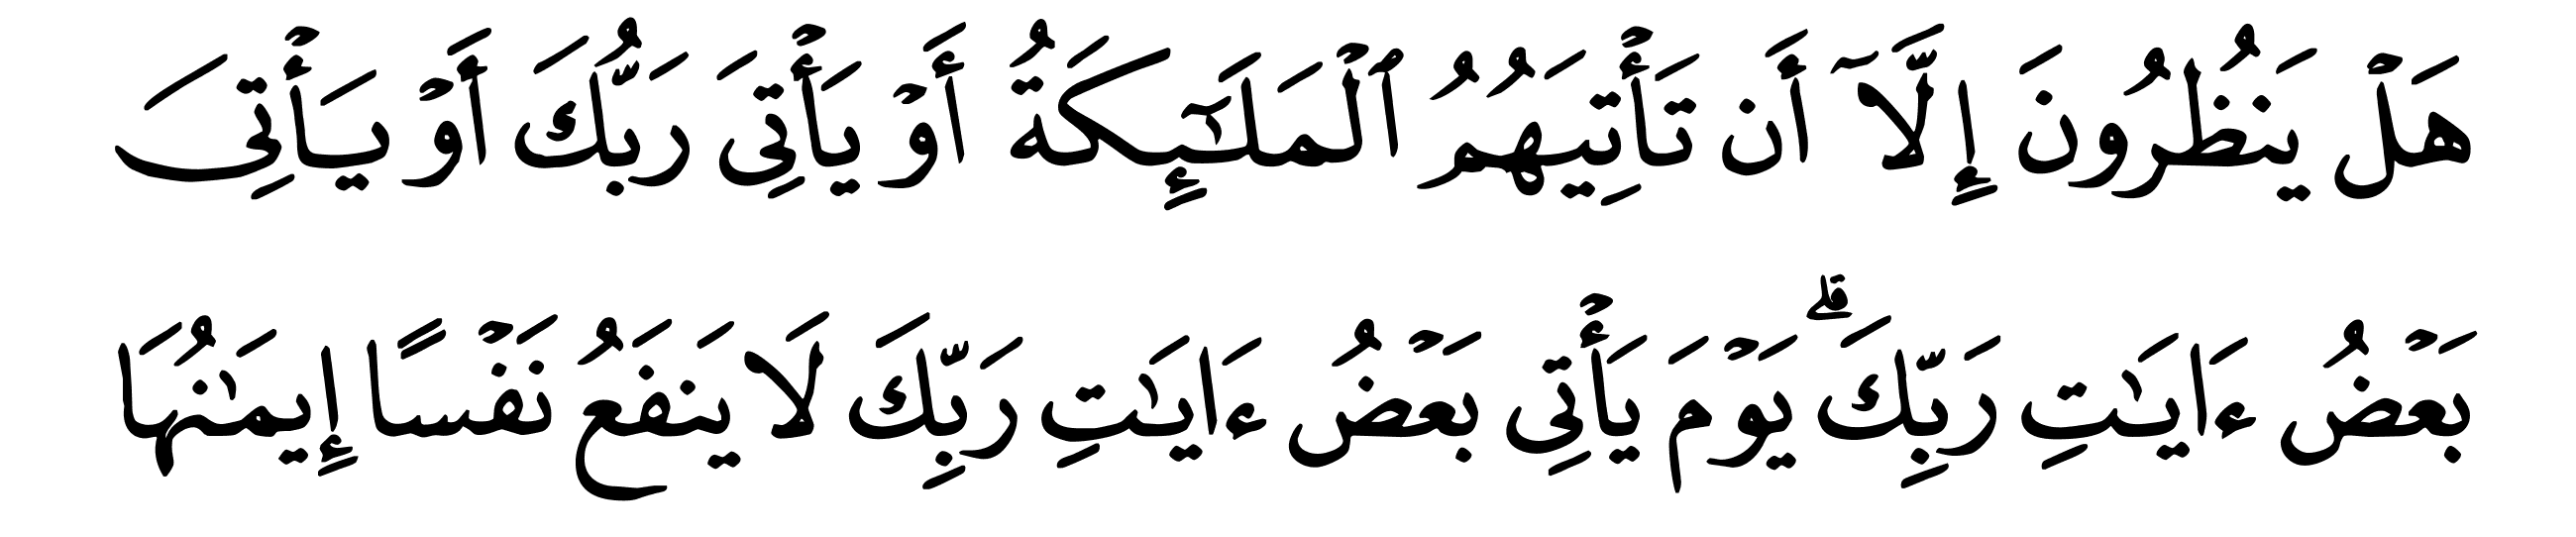 هَلۡ يَنظُرُونَ إِلَّآ أَن تَأۡتِيَهُمُ ٱلۡمَلَـٰٓئِكَةُ أَوۡ يَأۡتِىَ رَبُّكَ أَوۡ يَأۡتِىَ
بَعۡضُ ءَايَـٰتِ رَبِّكَۗ يَوۡمَ يَأۡتِى بَعۡضُ ءَايَـٰتِ رَبِّكَ لَا يَنفَعُ نَفۡسًا إِيمَـٰنُهَا